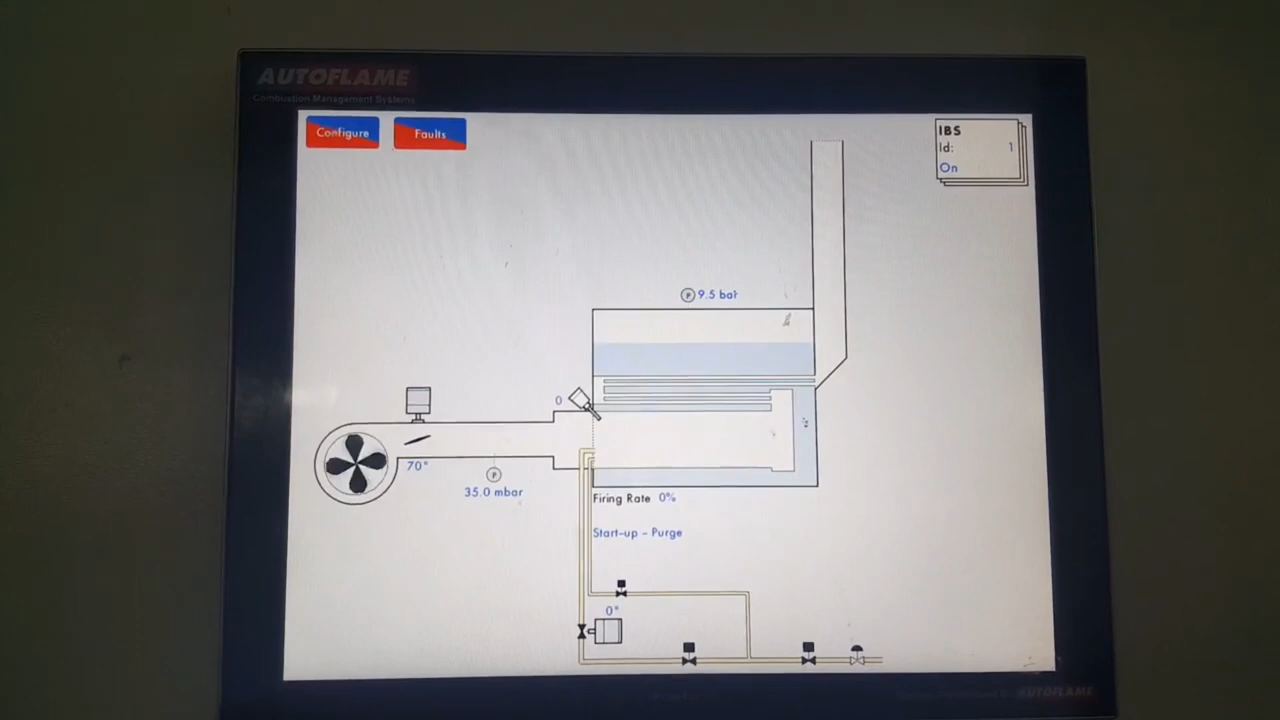 AUTOFLAME
Combustion Management Systems
Configure
Faults
IBS
Id: 1
On
P 9.5 bar
0
70°
P
35.0 mbar
Firing Rate 0%
Start-up - Purge
0°
AUTOFLAME